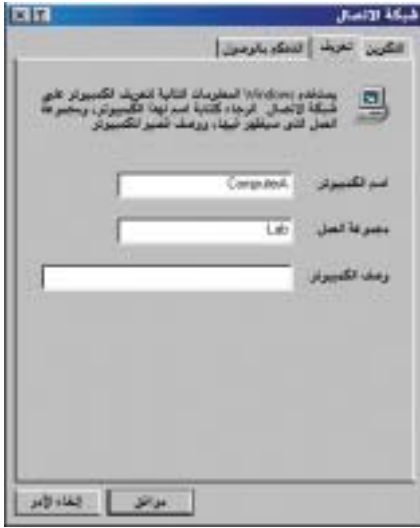 شبكة الاتصال
التكوين تعريف التحكم بالوصول
يستخدم Windows المعلومات التالية لتعريف الكمبيوتر على
شبكة الاتصال. الرجاء كتابة اسم لهذا الكمبيوتر، ومجموعة
العمل التي سيظهر فيها، ووصف قصير للكمبيوتر.
اسم الكمبيوتر ComputerA
مجموعة العمل Lab
وصف الكمبيوتر
موافق إلغاء الأمر